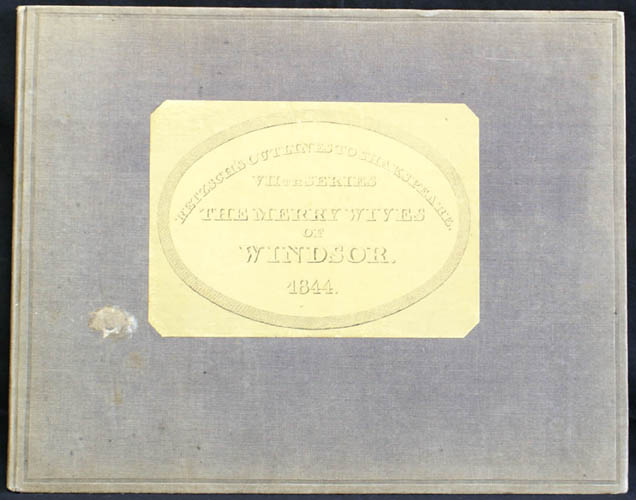 RETZSCH'S OUTLINES TO SHAKSPEARE.
VIITH SERIES
THE MERRY WIVES
OF
WINDSOR.
1844.